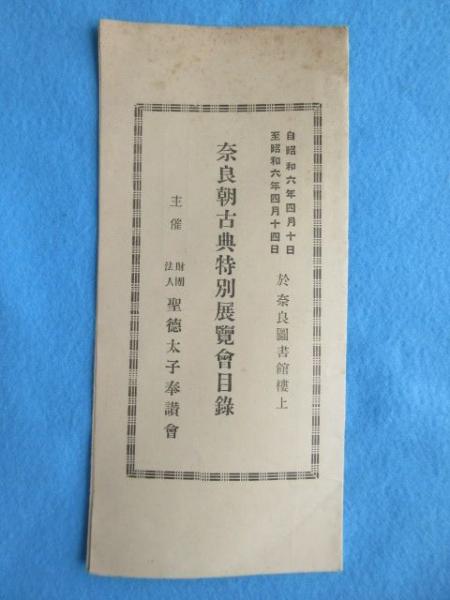 自昭和六年四月十日
至昭和六年四月十四日
於奈良圖書館樓上
奈良朝古典特別展覽會目錄
主催 財團法人 聖德太子奉讃會